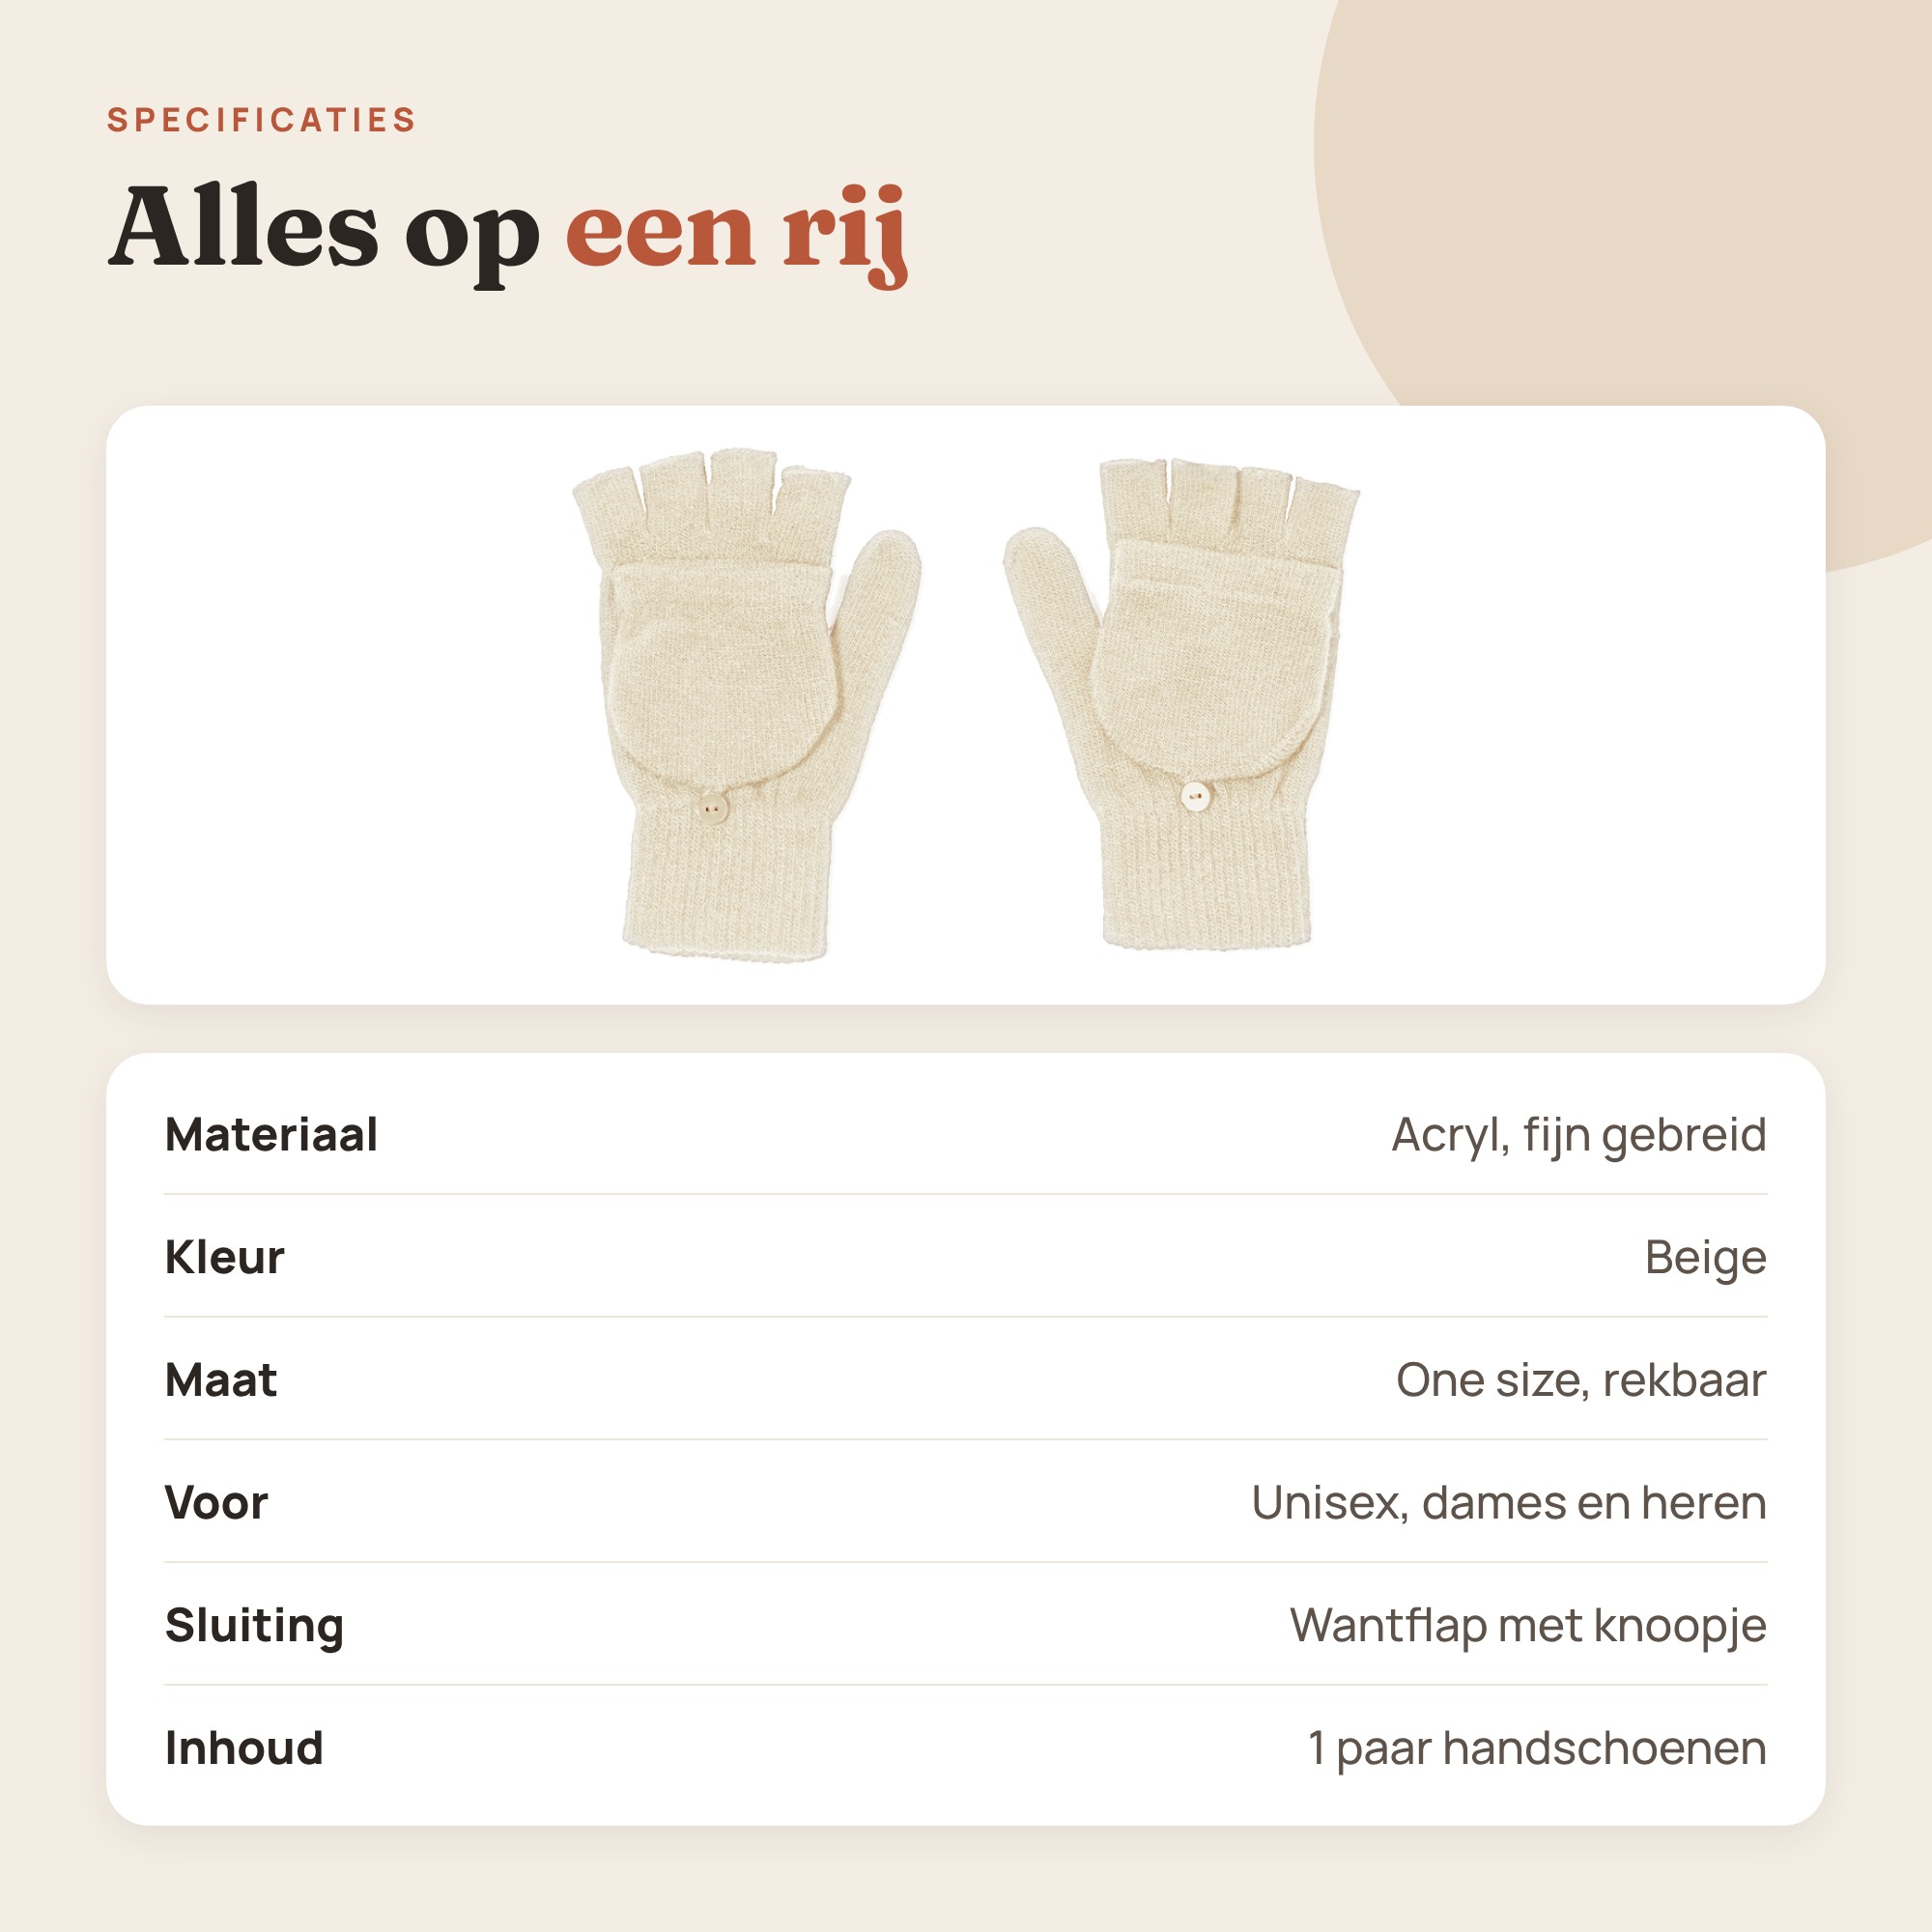 SPECIFICATIES
Alles op een rij
Materiaal Acryl, fijn gebreid
Kleur Beige
Maat One size, rekbaar
Voor Unisex, dames en heren
Sluiting Wantflap met knoopje
Inhoud 1 paar handschoenen